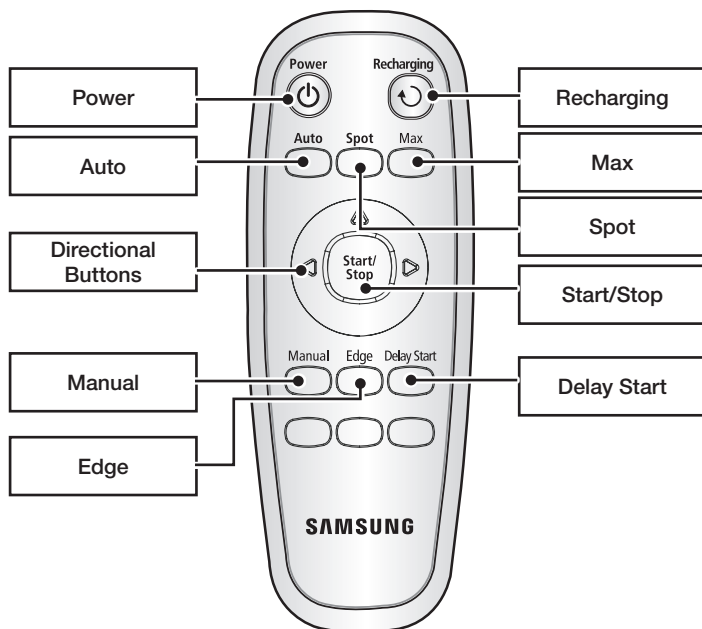 Power
Recharging
Power
Recharging
Auto
Spot
Max
Auto
Max
Spot
Directional
Buttons
Start/
Stop
Start/Stop
Manual
Edge
Delay Start
Manual
Delay Start
Edge
SAMSUNG